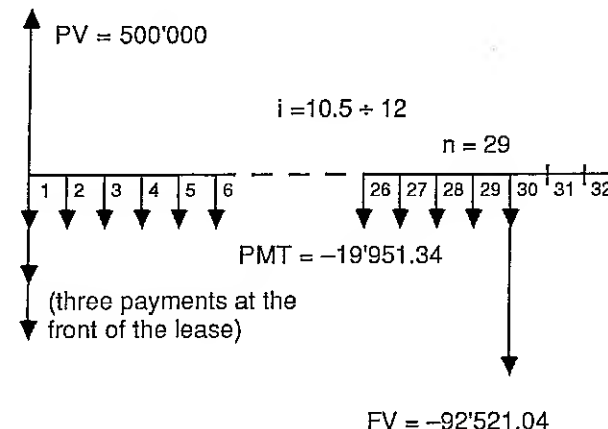 PV = 500'000
i =10.5 ÷ 12
n = 29
1 2 3 4 5 6 26 27 28 29 30 31 32
PMT = –19'951.34
(three payments at the
front of the lease)
FV = –92'521.04